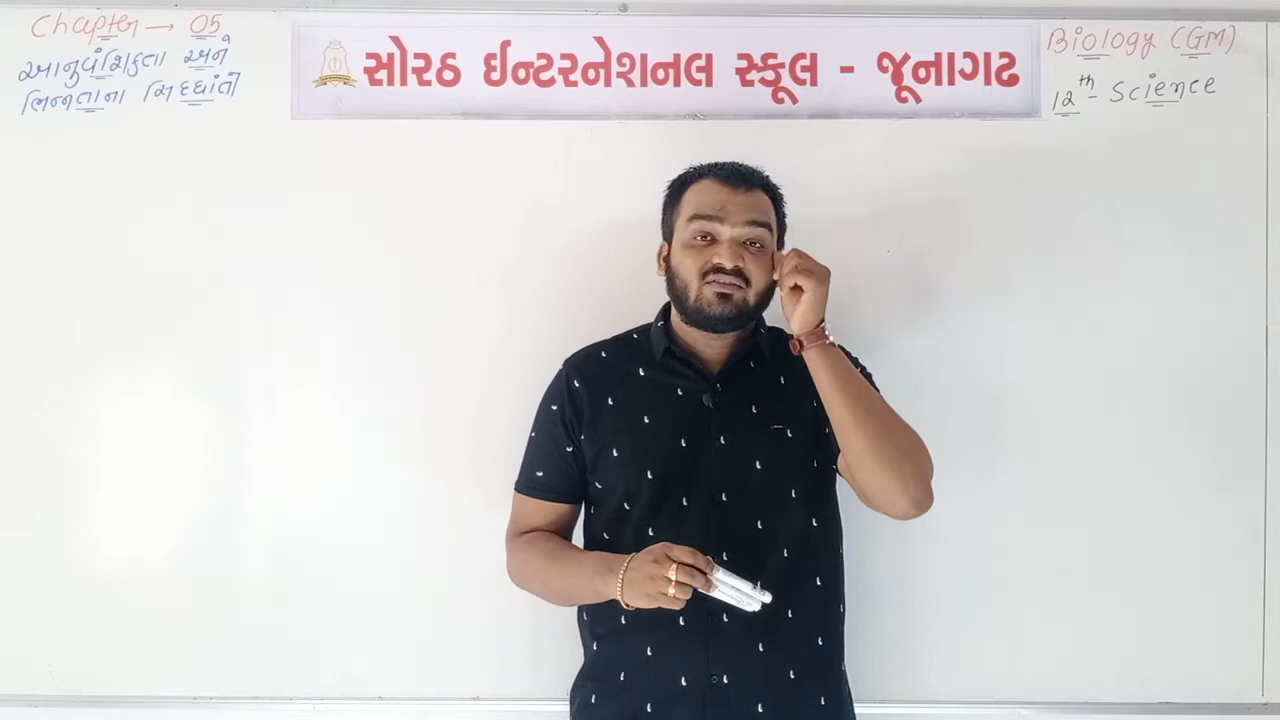 Chapter → 05
આનુવંશિકતા અને
ભિન્નતાના સિદ્ધાંતો
સોરઠ ઈન્ટરનેશનલ સ્કૂલ - જૂનાગઢ
Biology (GM)
12th - Science